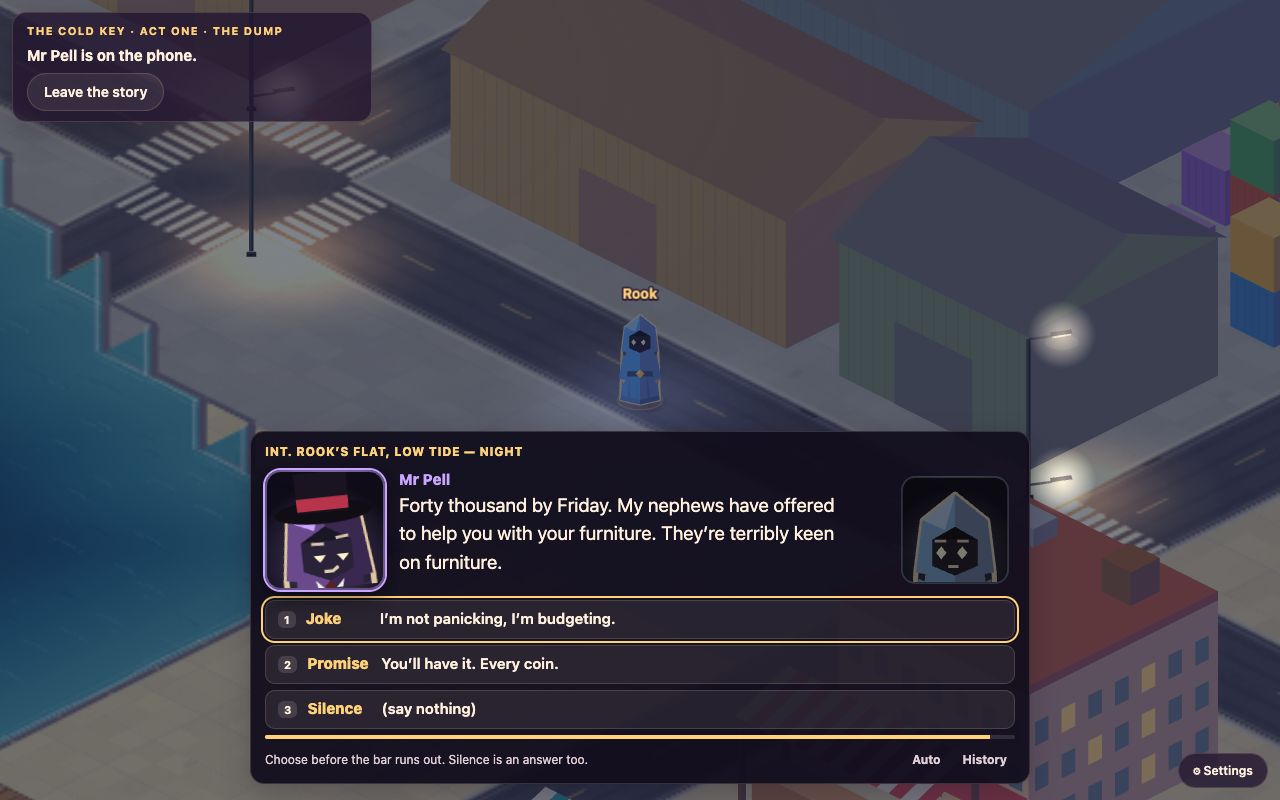 THE COLD KEY · ACT ONE · THE DUMP
Mr Pell is on the phone.
Leave the story
Rook
INT. ROOK’S FLAT, LOW TIDE — NIGHT
Mr Pell
Forty thousand by Friday. My nephews have offered
to help you with your furniture. They’re terribly keen
on furniture.
1 Joke I’m not panicking, I’m budgeting.
2 Promise You’ll have it. Every coin.
3 Silence (say nothing)
Choose before the bar runs out. Silence is an answer too.
Auto History
⚙ Settings